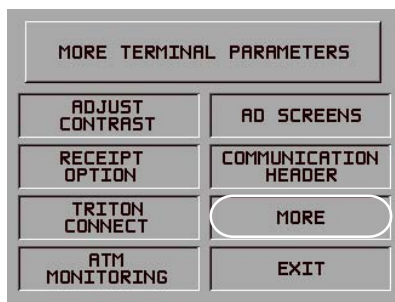 MORE TERMINAL PARAMETERS
ADJUST
CONTRAST
AD SCREENS
RECEIPT
OPTION
COMMUNICATION
HEADER
TRITON
CONNECT
MORE
ATM
MONITORING
EXIT